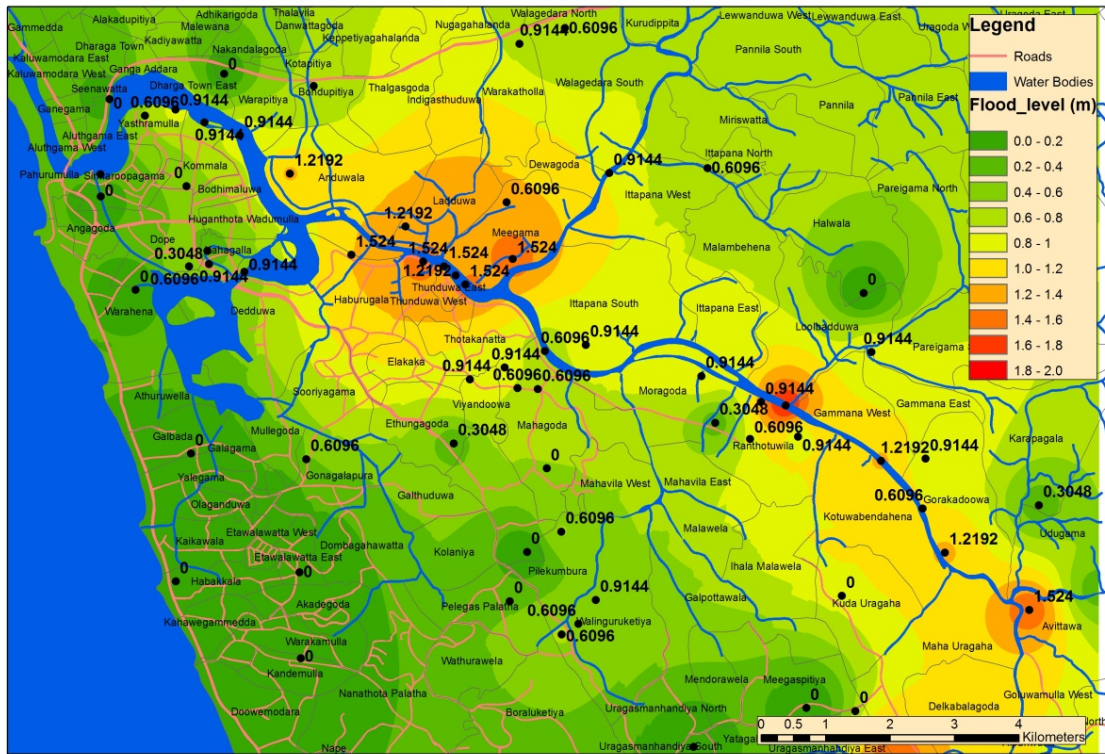 Adhikangoda
Thalavila
Walagedara North
Kurudippita
Lewwanduwa West
Lewwanduwa East
Alakadupitiya
Malewana
Danwattagoda
Nugagahalanda
0.9144
0.6096
Legend
Gammedda
Kadiyawatta
Keppetiyagahalanda
Dharaga Town
Nakandalagoda
Kotapitiya
Pannila South
Roads
Kaluwamodara East
Ganga Addara
Walagedara South
Water Bodies
Kaluwamodara West
0
Thalgasgoda
Warakatholla
Pannila East
Flood_level (m)
Seenawatta
Dharga Town East
Bondupitiya
Indigasthuduwa
Pannila
Ganegama
0
0.6096
0.9144
Warapitiya
Miriswatta
0.0 - 0.2
Yasthramulla
0.9144
0.9144
0.2 - 0.4
Aluthgama East
Aluthgama West
Kommala
1.2192
Dewagoda
0.9144
Ittapana North
0.6096
0.4 - 0.6
Pahurumulla
0
Anduwala
Ittapana West
Pareigama North
0.6 - 0.8
0
Bodhimaluwa
Ladduwa
0.6096
0.8 - 1
Angagoda
Huganthota Wadumulla
1.2192
Meegama
Halwala
1.0 - 1.2
Dope
1.524
1.524
1.524
1.524
Malambehena
1.2 - 1.4
0.3048
0.9144
1.2192
1.524
0
1.4 - 1.6
0
0.6096
0.9144
Thunduwa East
1.6 - 1.8
Warahena
Dedduwa
Haburugala
Thunduwa West
Ittapana South
Ittapana East
Loolbadduwa
1.8 - 2.0
Thotakanatta
0.6096
0.9144
0.9144
Pareigama
Elakaka
0.9144
0.9144
0.9144
Athuruwella
Sooriyagama
0.6096
0.6096
Moragoda
0.9144
Viyandoowa
0.3048
Gammana West
Gammana East
Mullegoda
Ethungagoda
Mahagoda
0.6096
Galbada
0
0.3048
Ranthotuwila
0.9144
Karapagala
Galagama
0.6096
1.2192
0.9144
Yalegama
Gonagalapura
0
Olaganduwa
Galthuduwa
Mahavila West
Mahavila East
0.6096
Gorakadoowa
0.3048
Etawalawatta West
0.6096
Malawela
Kotuwabendahena
Udugama
Kaikawala
Dombagahawatta
Kolaniya
0
1.2192
Etawalawatta East
Pilekumbura
Ihala Malawela
0
Habakkala
0
0.9144
Galpottawala
0
Akadegoda
Pelegas Palatha
0
Kuda Uragaha
1.524
Kahawegammedda
0.6096
Walinguruketiya
Avittawa
Warakamulla
0.6096
Maha Uragaha
0
Kandemulla
Wathurawela
Mendorawela
Meegaspitiya
Nanathota Palatha
Goluwamulla West
0
0
Delkabalagoda
Doowemodara
Boraluketiya
Uragasmanhandiya North
0
0.5
1
2
3
4
Kilometers
Nape
Uragasmanhandiya South
Uragasmanhandiya East